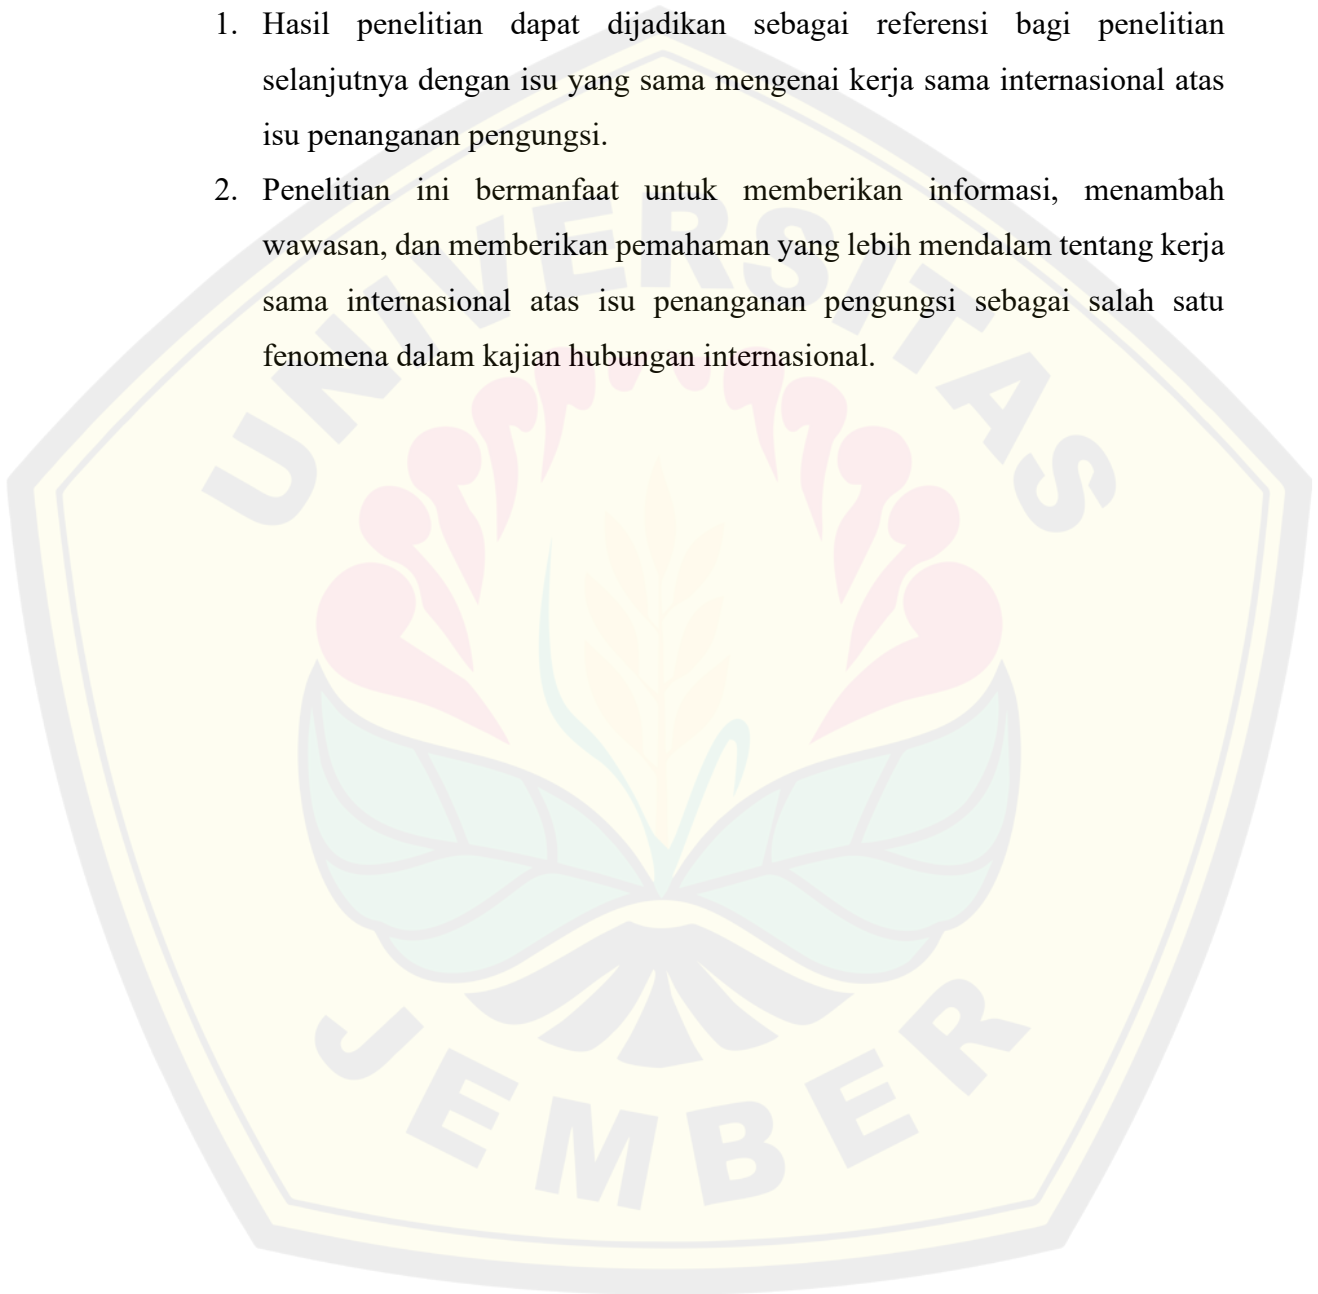 1. Hasil penelitian dapat dijadikan sebagai referensi bagi penelitian
selanjutnya dengan isu yang sama mengenai kerja sama internasional atas
isu penanganan pengungsi.
2. Penelitian ini bermanfaat untuk memberikan informasi, menambah
wawasan, dan memberikan pemahaman yang lebih mendalam tentang kerja
sama internasional atas isu penanganan pengungsi sebagai salah satu
fenomena dalam kajian hubungan internasional.
UNIVERSITAS
JEMBER